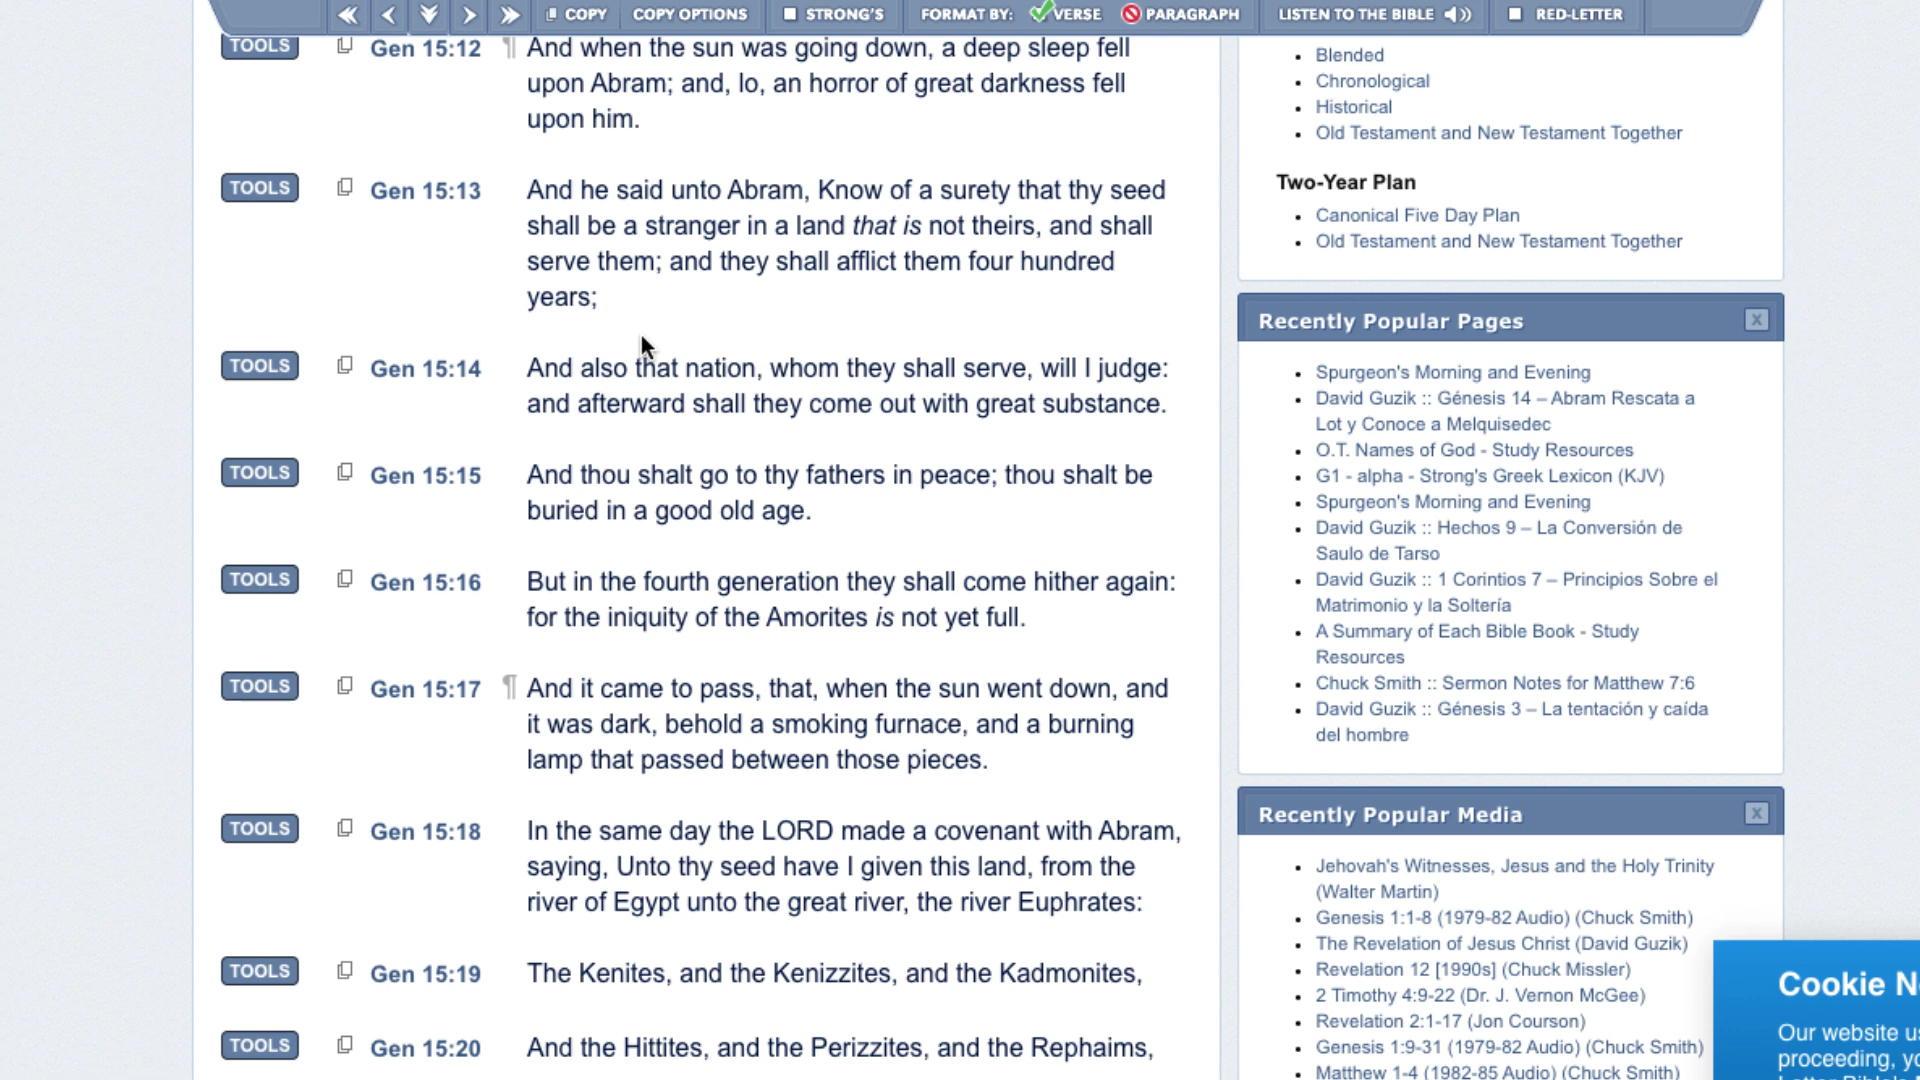 COPY COPY OPTIONS STRONG'S FORMAT BY: VERSE PARAGRAPH LISTEN TO THE BIBLE RED-LETTER
TOOLS Gen 15:12 ¶ And when the sun was going down, a deep sleep fell
upon Abram; and, lo, an horror of great darkness fell
upon him.
TOOLS Gen 15:13 And he said unto Abram, Know of a surety that thy seed
shall be a stranger in a land that is not theirs, and shall
serve them; and they shall afflict them four hundred
years;
TOOLS Gen 15:14 And also that nation, whom they shall serve, will I judge:
and afterward shall they come out with great substance.
TOOLS Gen 15:15 And thou shalt go to thy fathers in peace; thou shalt be
buried in a good old age.
TOOLS Gen 15:16 But in the fourth generation they shall come hither again:
for the iniquity of the Amorites is not yet full.
TOOLS Gen 15:17 ¶ And it came to pass, that, when the sun went down, and
it was dark, behold a smoking furnace, and a burning
lamp that passed between those pieces.
TOOLS Gen 15:18 In the same day the LORD made a covenant with Abram,
saying, Unto thy seed have I given this land, from the
river of Egypt unto the great river, the river Euphrates:
TOOLS Gen 15:19 The Kenites, and the Kenizzites, and the Kadmonites,
TOOLS Gen 15:20 And the Hittites, and the Perizzites, and the Rephaims,
Blended
Chronological
Historical
Old Testament and New Testament Together
Two-Year Plan
Canonical Five Day Plan
Old Testament and New Testament Together
Recently Popular Pages X
Spurgeon's Morning and Evening
David Guzik :: Génesis 14 – Abram Rescata a
Lot y Conoce a Melquisedec
O.T. Names of God - Study Resources
G1 - alpha - Strong's Greek Lexicon (KJV)
Spurgeon's Morning and Evening
David Guzik :: Hechos 9 – La Conversión de
Saulo de Tarso
David Guzik :: 1 Corintios 7 – Principios Sobre el
Matrimonio y la Soltería
A Summary of Each Bible Book - Study
Resources
Chuck Smith :: Sermon Notes for Matthew 7:6
David Guzik :: Génesis 3 – La tentación y caída
del hombre
Recently Popular Media X
Jehovah's Witnesses, Jesus and the Holy Trinity
(Walter Martin)
Genesis 1:1-8 (1979-82 Audio) (Chuck Smith)
The Revelation of Jesus Christ (David Guzik)
Revelation 12 [1990s] (Chuck Missler)
2 Timothy 4:9-22 (Dr. J. Vernon McGee)
Revelation 2:1-17 (Jon Courson)
Genesis 1:9-31 (1979-82 Audio) (Chuck Smith)
Matthew 1-4 (1982-85 Audio) (Chuck Smith)
Cookie N
Our website u
proceeding, yo